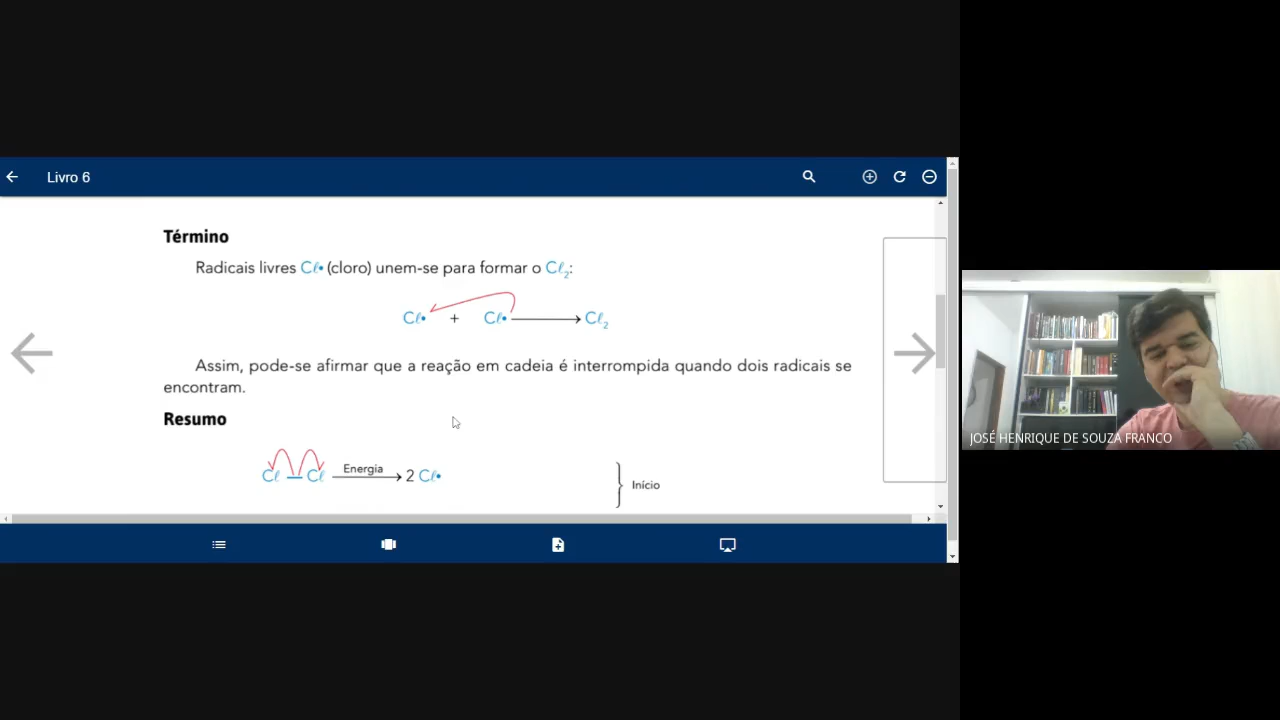 Livro 6
Término
Radicais livres Cℓ• (cloro) unem-se para formar o Cℓ₂:
Cℓ• + Cℓ• ⟶ Cℓ₂
Assim, pode-se afirmar que a reação em cadeia é interrompida quando dois radicais se
encontram.
Resumo
Cℓ — Cℓ Energia ⟶ 2 Cℓ• } Início
JOSÉ HENRIQUE DE SOUZA FRANCO